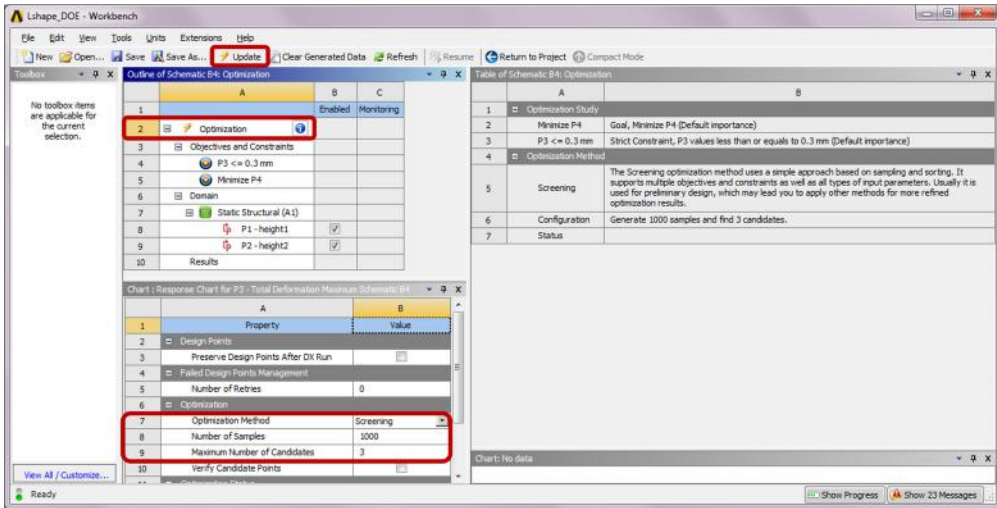 Lshape_DOE - Workbench
File Edit View Tools Units Extensions Help
New Open... Save Save As... Update Clear Generated Data Refresh Resume Return to Project Compact Mode
Toolbox
No toolbox items
are applicable for
the current
selection.
View All / Customize...
Outline of Schematic B4: Optimization
A B C
1 Enabled Monitoring
2 Optimization
3 Objectives and Constraints
4 P3 <= 0.3 mm
5 Minimize P4
6 Domain
7 Static Structural (A1)
8 P1 - height1
9 P2 - height2
10 Results
Chart : Response Chart for P3 - Total Deformation Maximum Schematic B4
A B
1 Property Value
2 Design Points
3 Preserve Design Points After DX Run
4 Failed Design Points Management
5 Number of Retries 0
6 Optimization
7 Optimization Method Screening
8 Number of Samples 1000
9 Maximum Number of Candidates 3
10 Verify Candidate Points
11 Optimization Status
Table of Schematic B4: Optimization
A B
1 Optimization Study
2 Minimize P4 Goal, Minimize P4 (Default importance)
3 P3 <= 0.3 mm Strict Constraint, P3 values less than or equals to 0.3 mm (Default importance)
4 Optimization Method
5 Screening The Screening optimization method uses a simple approach based on sampling and sorting. It
supports multiple objectives and constraints as well as all types of input parameters. Usually it is
used for preliminary design, which may lead you to apply other methods for more refined
optimization results.
6 Configuration Generate 1000 samples and find 3 candidates.
7 Status
Chart: No data
Ready
Show Progress Show 23 Messages